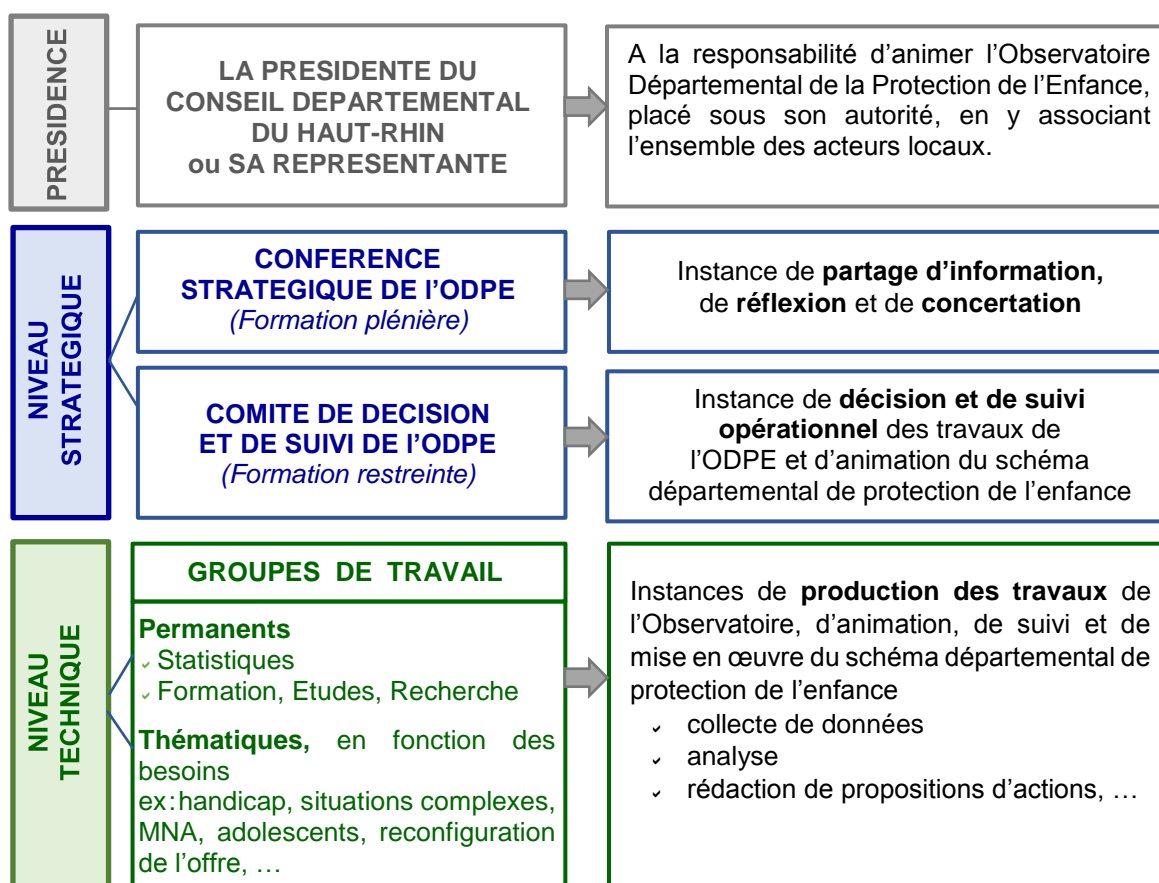 PRESIDENCE
LA PRESIDENTE DU
CONSEIL DEPARTEMENTAL
DU HAUT-RHIN
ou SA REPRESENTANTE
A la responsabilité d’animer l’Observatoire
Départemental de la Protection de l’Enfance,
placé sous son autorité, en y associant
l’ensemble des acteurs locaux.
NIVEAU
STRATEGIQUE
CONFERENCE
STRATEGIQUE DE l’ODPE
(Formation plénière)
Instance de partage d’information,
de réflexion et de concertation
COMITE DE DECISION
ET DE SUIVI DE l’ODPE
(Formation restreinte)
Instance de décision et de suivi
opérationnel des travaux de
l’ODPE et d’animation du schéma
départemental de protection de l’enfance
NIVEAU
TECHNIQUE
GROUPES DE TRAVAIL
Permanents
Statistiques
Formation, Etudes, Recherche
Thématiques, en fonction des
besoins
ex: handicap, situations complexes,
MNA, adolescents, reconfiguration
de l’offre, …
Instances de production des travaux de
l’Observatoire, d’animation, de suivi et de
mise en œuvre du schéma départemental de
protection de l’enfance
collecte de données
analyse
rédaction de propositions d’actions, …